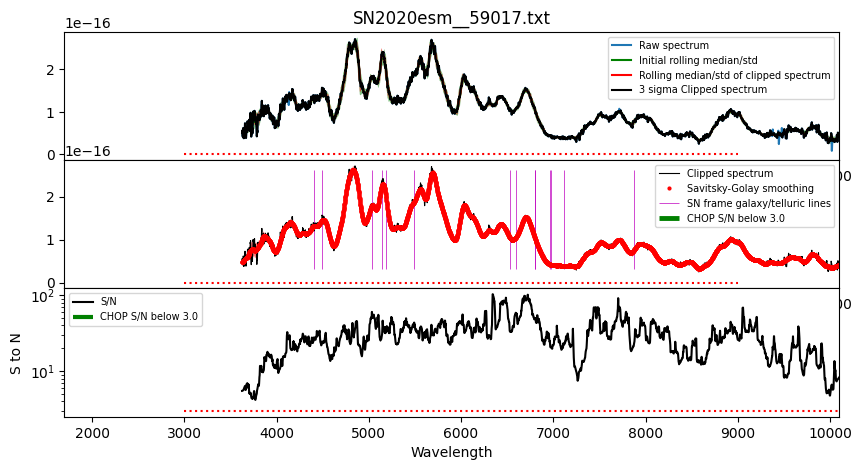 SN2020esm__59017.txt
1e−16
2
1
0
Raw spectrum
Initial rolling median/std
Rolling median/std of clipped spectrum
3 sigma Clipped spectrum
1e−16
2
1
0
Clipped spectrum
Savitsky-Golay smoothing
SN frame galaxy/telluric lines
CHOP S/N below 3.0
S to N
10²
10¹
S/N
CHOP S/N below 3.0
2000 3000 4000 5000 6000 7000 8000 9000 10000
Wavelength